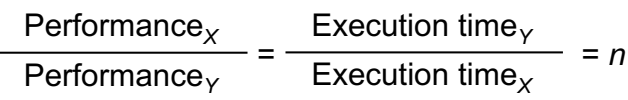 Performance_X / Performance_Y = Execution time_Y / Execution time_X = n